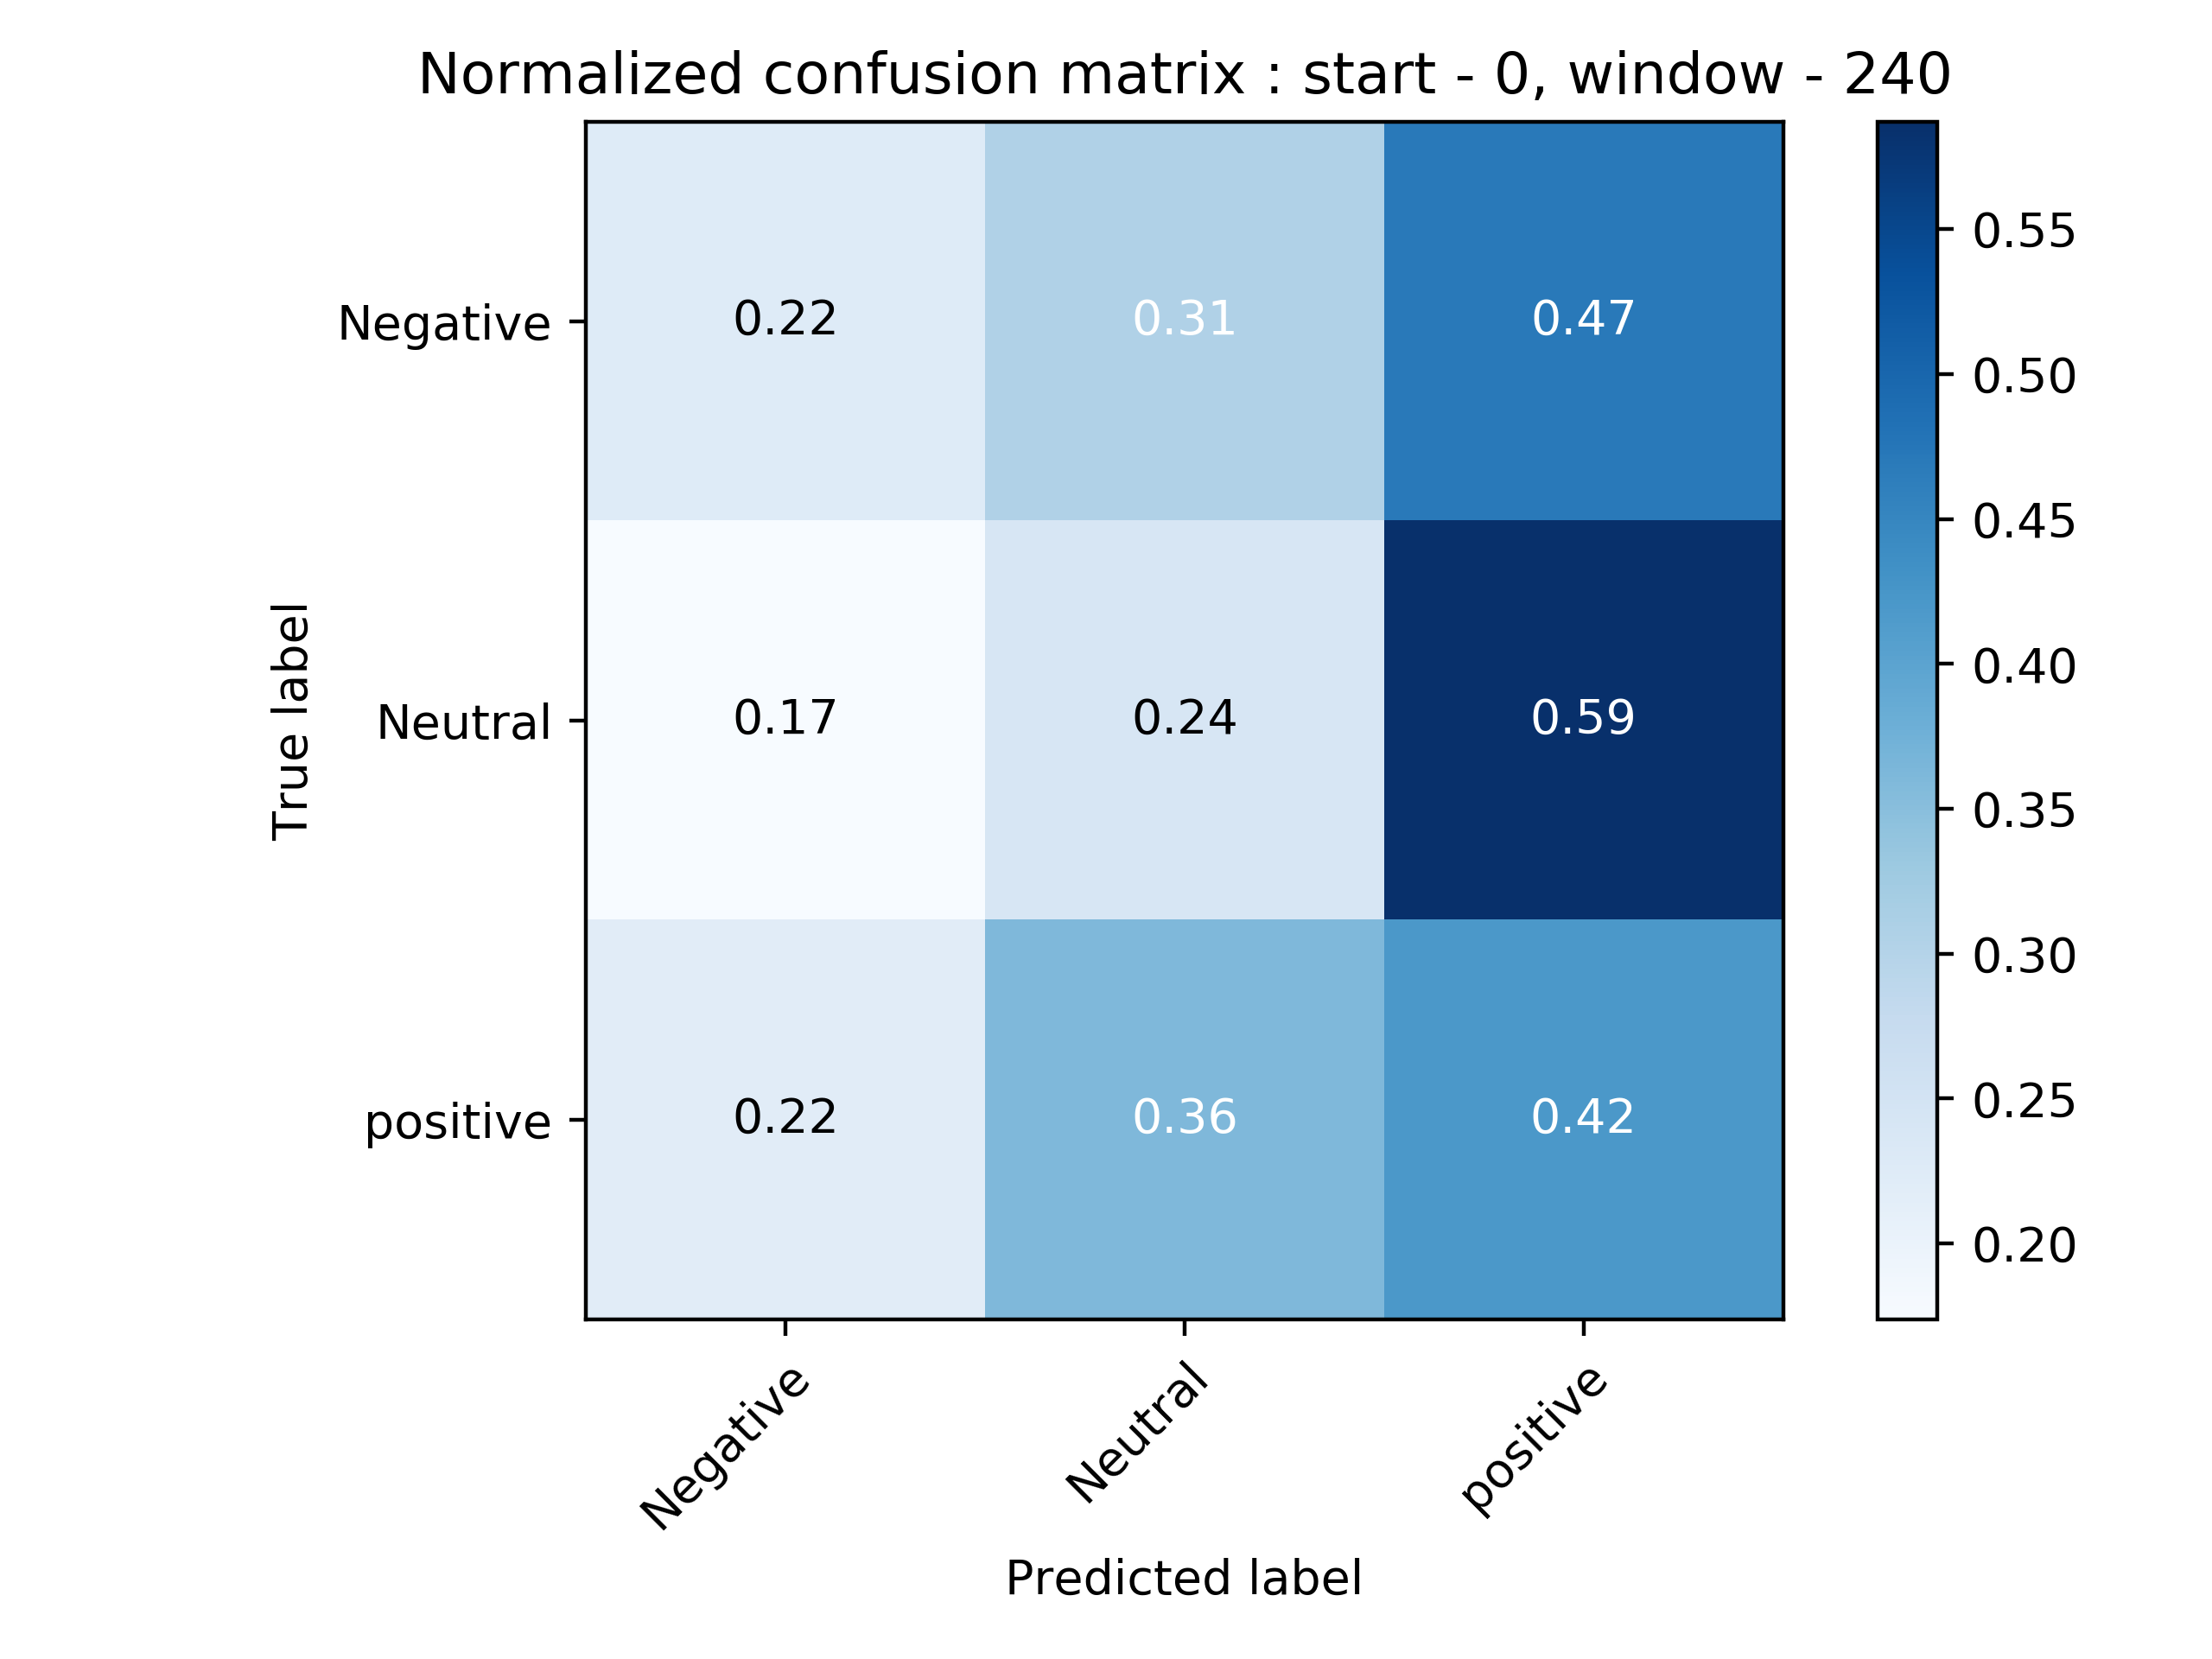 Normalized confusion matrix : start - 0, window - 240
True label
Negative
Neutral
positive
0.22 0.31 0.47
0.17 0.24 0.59
0.22 0.36 0.42
Negative
Neutral
positive
Predicted label
0.55
0.50
0.45
0.40
0.35
0.30
0.25
0.20